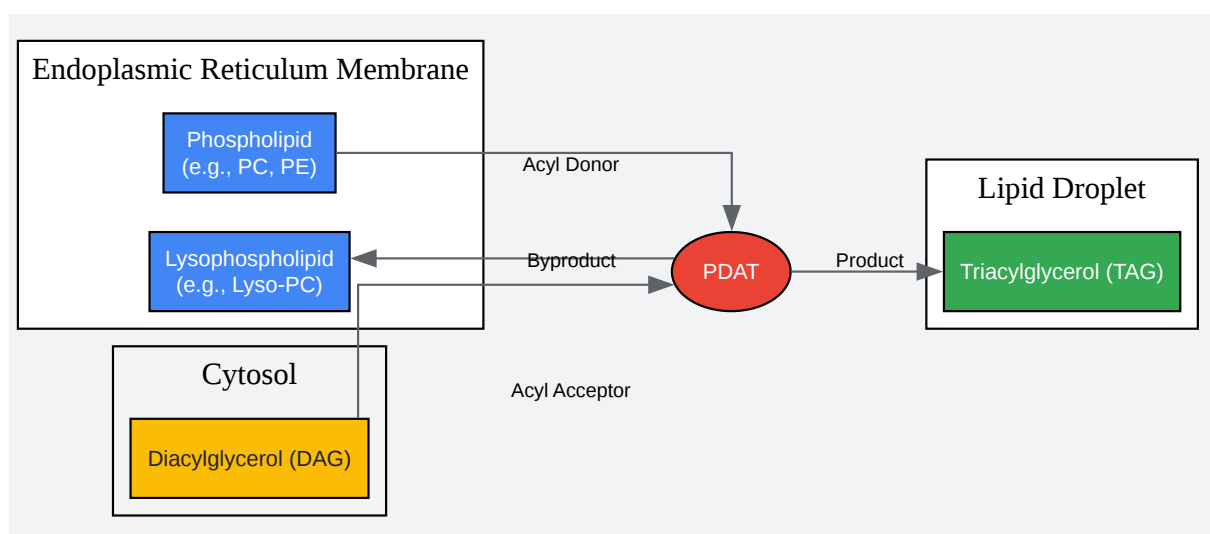 Endoplasmic Reticulum Membrane
Phospholipid
(e.g., PC, PE)
Acyl Donor
Lysophospholipid
(e.g., Lyso-PC)
Byproduct
PDAT
Product
Lipid Droplet
Triacylglycerol (TAG)
Cytosol
Acyl Acceptor
Diacylglycerol (DAG)